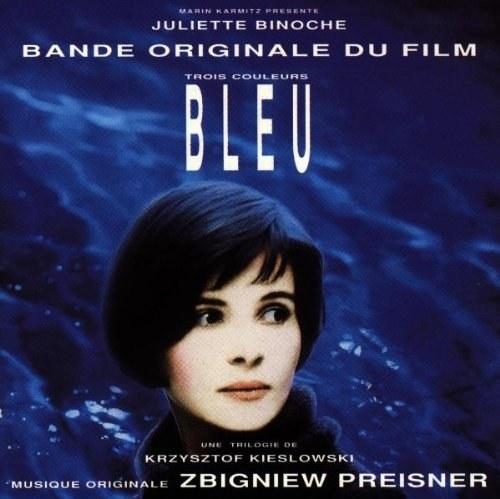 MARIN KARMITZ PRESENTE
JULIETTE BINOCHE
BANDE ORIGINALE DU FILM
TROIS COULEURS
BLEU
UNE TRILOGIE DE
KRZYSZTOF KIESLOWSKI
MUSIQUE ORIGINALE ZBIGNIEW PREISNER